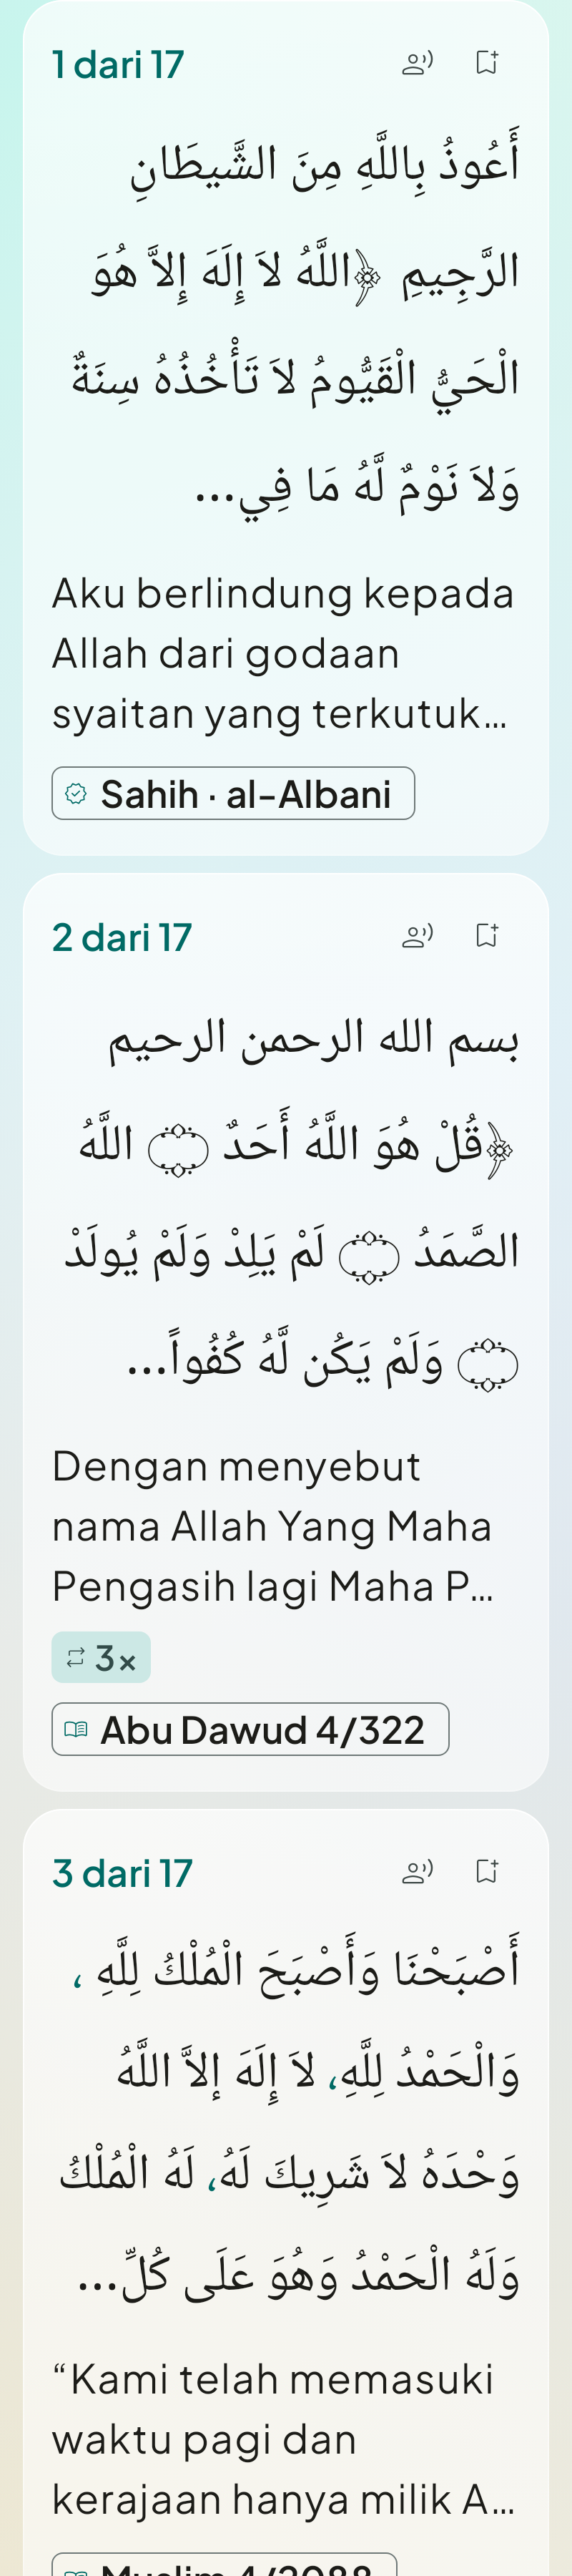 1 dari 17
أَعُوذُ بِاللَّهِ مِنَ الشَّيطَانِ
الرَّجِيمِ ﴿اللَّهُ لاَ إِلَهَ إِلاَّ هُوَ
الْحَيُّ الْقَيُّومُ لاَ تَأْخُذُهُ سِنَةٌ
وَلاَ نَوْمٌ لَّهُ مَا فِي...
Aku berlindung kepada
Allah dari godaan
syaitan yang terkutuk...
Sahih · al-Albani
2 dari 17
بسم الله الرحمن الرحيم
﴿قُلْ هُوَ اللَّهُ أَحَدٌ ۝ اللَّهُ
الصَّمَدُ ۝ لَمْ يَلِدْ وَلَمْ يُولَدْ
۝ وَلَمْ يَكُن لَّهُ كُفُواً...
Dengan menyebut
nama Allah Yang Maha
Pengasih lagi Maha P...
3×
Abu Dawud 4/322
3 dari 17
أَصْبَحْنَا وَأَصْبَحَ الْمُلْكُ لِلَّهِ ،
وَالْحَمْدُ لِلَّهِ، لاَ إِلَهَ إلاَّ اللَّهُ
وَحْدَهُ لاَ شَرِيكَ لَهُ، لَهُ الْمُلْكُ
وَلَهُ الْحَمْدُ وَهُوَ عَلَى كُلِّ...
“Kami telah memasuki
waktu pagi dan
kerajaan hanya milik A...
Muslim 4/2088